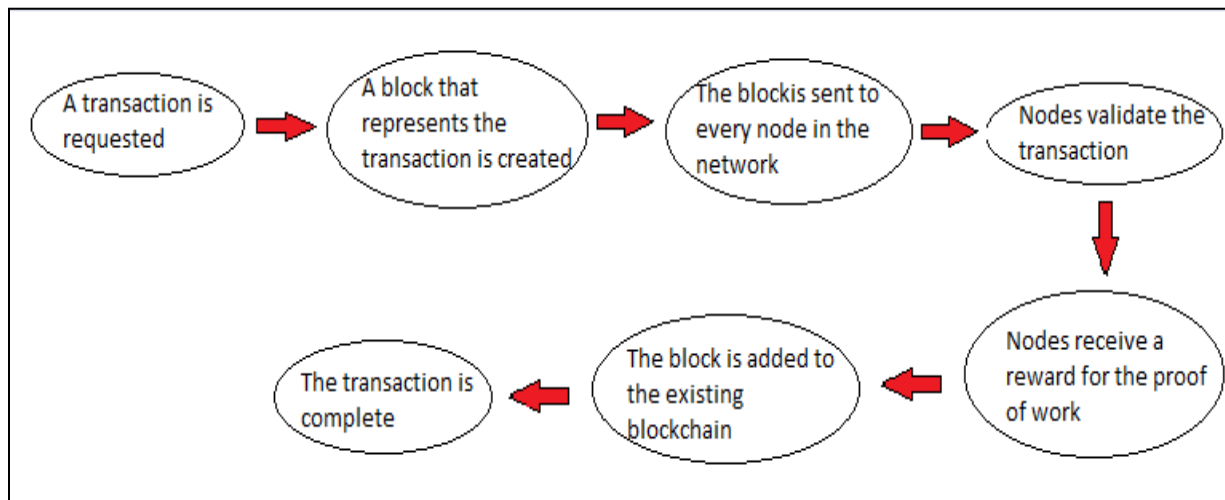 A transaction is
requested
A block that
represents the
transaction is created
The blockis sent to
every node in the
network
Nodes validate the
transaction
Nodes receive a
reward for the proof
of work
The block is added to
the existing
blockchain
The transaction is
complete